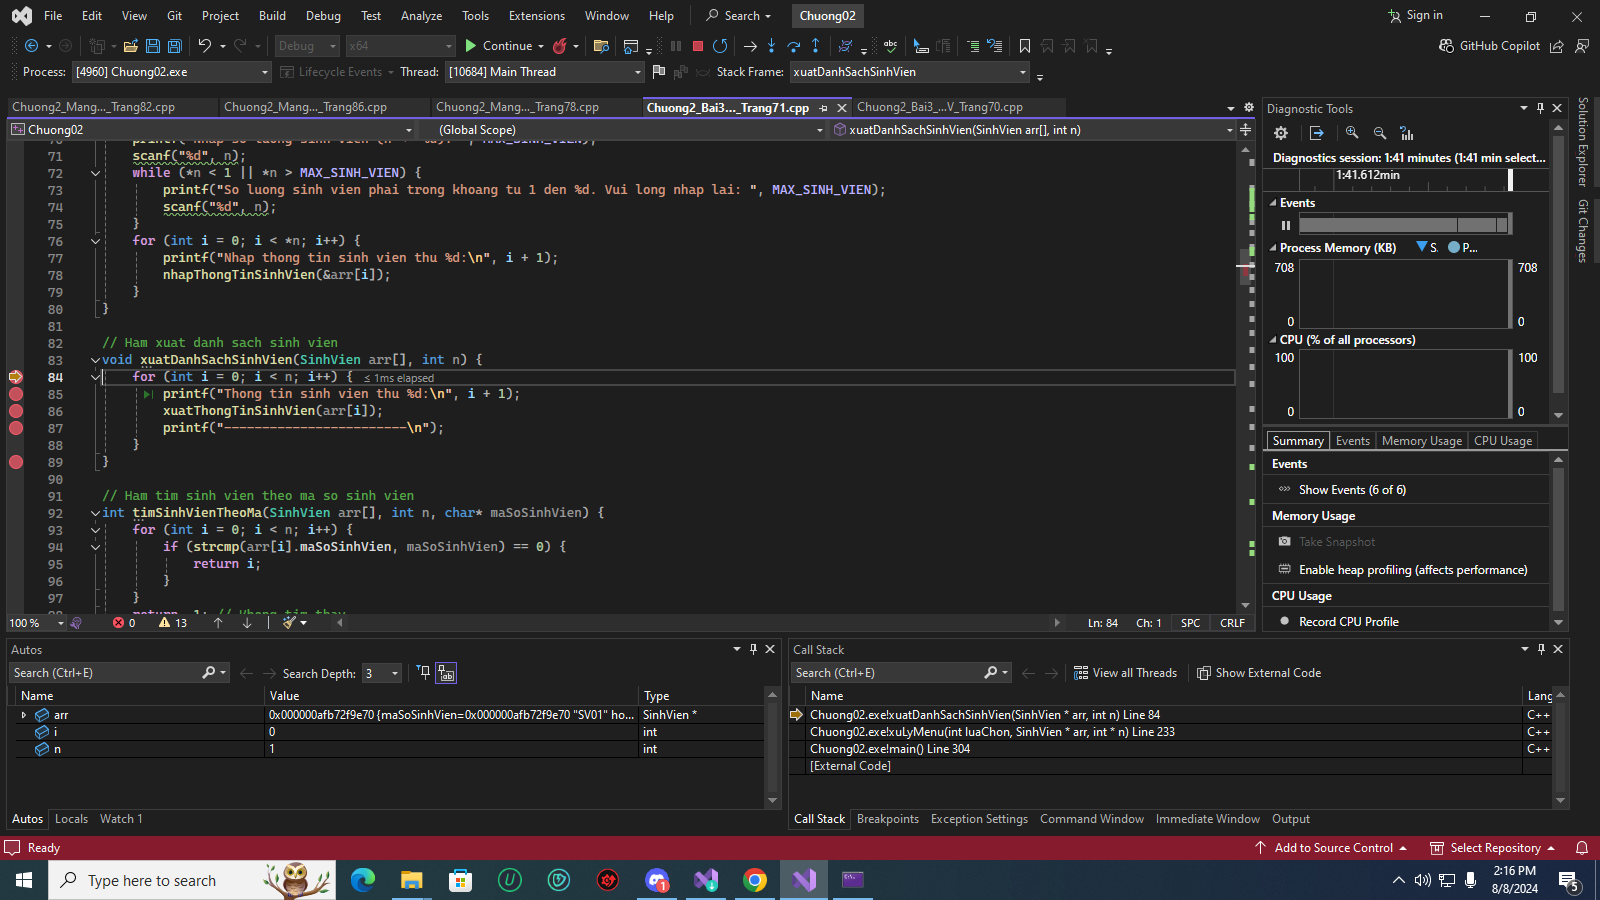 File Edit View Git Project Build Debug Test Analyze Tools Extensions Window Help Search Chuong02 Sign in
Debug x64 Continue GitHub Copilot
Process: [4960] Chuong02.exe Lifecycle Events Thread: [10684] Main Thread Stack Frame: xuatDanhSachSinhVien
Chuong2_Mang..._Trang82.cpp Chuong2_Mang..._Trang86.cpp Chuong2_Mang..._Trang78.cpp Chuong2_Bai3..._Trang71.cpp Chuong2_Bai3_...V_Trang70.cpp
Chuong02 (Global Scope) xuatDanhSachSinhVien(SinhVien arr[], int n)
71 scanf("%d", n);
72 while (*n < 1 || *n > MAX_SINH_VIEN) {
73 printf("So luong sinh vien phai trong khoang tu 1 den %d. Vui long nhap lai: ", MAX_SINH_VIEN);
74 scanf("%d", n);
75 }
76 for (int i = 0; i < *n; i++) {
77 printf("Nhap thong tin sinh vien thu %d:\n", i + 1);
78 nhapThongTinSinhVien(&arr[i]);
79 }
80 }
81
82 // Ham xuat danh sach sinh vien
83 void xuatDanhSachSinhVien(SinhVien arr[], int n) {
84 for (int i = 0; i < n; i++) { ≤ 1ms elapsed
85 printf("Thong tin sinh vien thu %d:\n", i + 1);
86 xuatThongTinSinhVien(arr[i]);
87 printf("------------------------\n");
88 }
89 }
90
91 // Ham tim sinh vien theo ma so sinh vien
92 int timSinhVienTheoMa(SinhVien arr[], int n, char* maSoSinhVien) {
93 for (int i = 0; i < n; i++) {
94 if (strcmp(arr[i].maSoSinhVien, maSoSinhVien) == 0) {
95 return i;
96 }
97 }
100 % 0 13 Ln: 84 Ch: 1 SPC CRLF
Diagnostic Tools
Diagnostics session: 1:41 minutes (1:41 min select...
1:41.612min
Events
Process Memory (KB) S. P...
708 708
0 0
CPU (% of all processors)
100 100
0 0
Summary Events Memory Usage CPU Usage
Events
Show Events (6 of 6)
Memory Usage
Take Snapshot
Enable heap profiling (affects performance)
CPU Usage
Record CPU Profile
Solution Explorer
Git Changes
Autos
Search (Ctrl+E) Search Depth: 3
Name Value Type
arr 0x000000afb72f9e70 {maSoSinhVien=0x000000afb72f9e70 "SV01" ho... SinhVien *
i 0 int
n 1 int
Autos Locals Watch 1
Call Stack
Search (Ctrl+E) View all Threads Show External Code
Name Lang
Chuong02.exe!xuatDanhSachSinhVien(SinhVien * arr, int n) Line 84 C++
Chuong02.exe!xuLyMenu(int luaChon, SinhVien * arr, int * n) Line 233 C++
Chuong02.exe!main() Line 304 C++
[External Code]
Call Stack Breakpoints Exception Settings Command Window Immediate Window Output
Ready Add to Source Control Select Repository
Type here to search 1 2:16 PM
8/8/2024 5